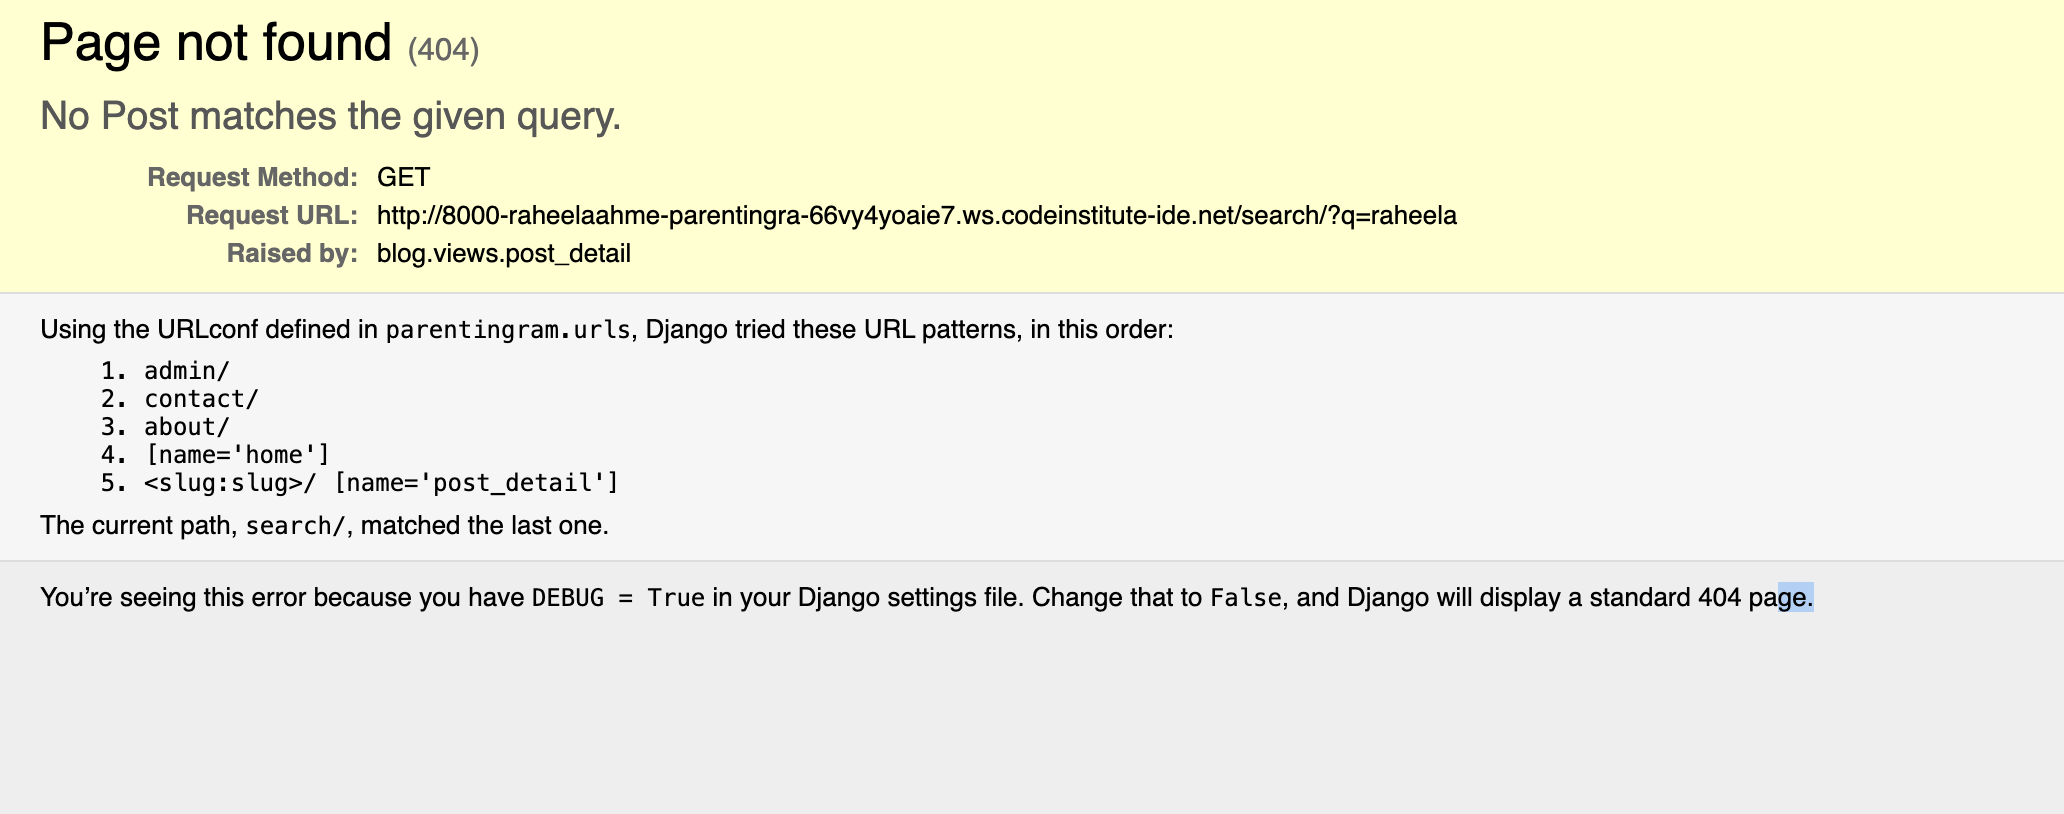 Page not found (404)
No Post matches the given query.
Request Method: GET
Request URL: http://8000-raheelaahme-parentingra-66vy4yoaie7.ws.codeinstitute-ide.net/search/?q=raheela
Raised by: blog.views.post_detail
Using the URLconf defined in parentingram.urls, Django tried these URL patterns, in this order:
1. admin/
2. contact/
3. about/
4. [name='home']
5. <slug:slug>/ [name='post_detail']
The current path, search/, matched the last one.
You’re seeing this error because you have DEBUG = True in your Django settings file. Change that to False, and Django will display a standard 404 page.